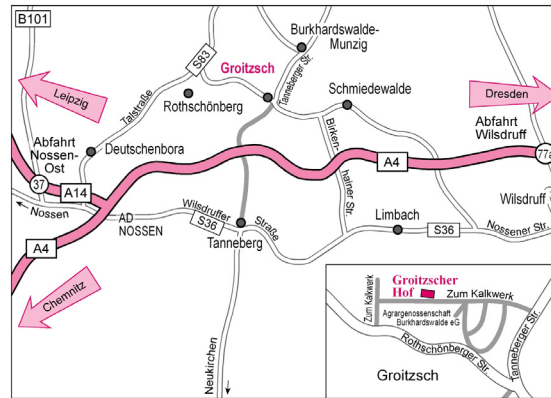 B101
Burkhardswalde-
Munzig
S83
Groitzsch
Tanneberger Str.
Leipzig
Talstraße
Rothschönberg
Schmiedewalde
Dresden
Abfahrt
Wilsdruff
Abfahrt
Nossen-
Ost
Deutschenbora
Birken-
hainer Str.
A4
77a
37
A14
Nossen
AD
NOSSEN
Wilsdruffer
Straße
S36
Tanneberg
Limbach
S36
Nossener Str.
Wilsdruff
A4
Chemnitz
Neukirchen
Groitzscher
Hof
Zum Kalkwerk
Zum Kalkwerk
Agrargenossenschaft
Burkhardswalde eG
Rothschönberger Str.
Tanneberger Str.
Groitzsch